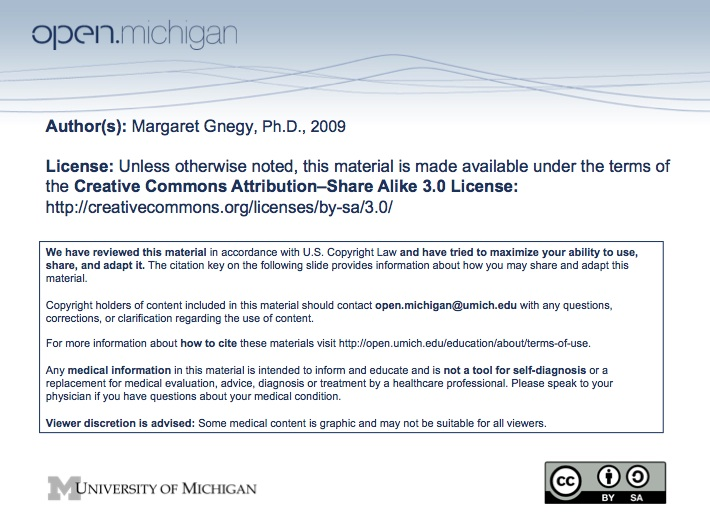 open.michigan
Author(s): Margaret Gnegy, Ph.D., 2009
License: Unless otherwise noted, this material is made available under the terms of
the Creative Commons Attribution–Share Alike 3.0 License:
http://creativecommons.org/licenses/by-sa/3.0/
We have reviewed this material in accordance with U.S. Copyright Law and have tried to maximize your ability to use,
share, and adapt it. The citation key on the following slide provides information about how you may share and adapt this
material.
Copyright holders of content included in this material should contact open.michigan@umich.edu with any questions,
corrections, or clarification regarding the use of content.
For more information about how to cite these materials visit http://open.umich.edu/education/about/terms-of-use.
Any medical information in this material is intended to inform and educate and is not a tool for self-diagnosis or a
replacement for medical evaluation, advice, diagnosis or treatment by a healthcare professional. Please speak to your
physician if you have questions about your medical condition.
Viewer discretion is advised: Some medical content is graphic and may not be suitable for all viewers.
M UNIVERSITY OF MICHIGAN
cc
BY SA